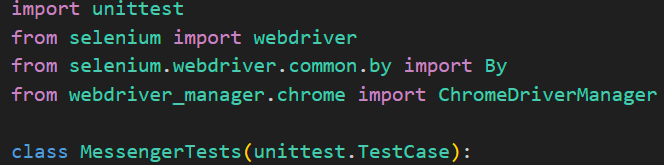 import unittest
from selenium import webdriver
from selenium.webdriver.common.by import By
from webdriver_manager.chrome import ChromeDriverManager
class MessengerTests(unittest.TestCase):